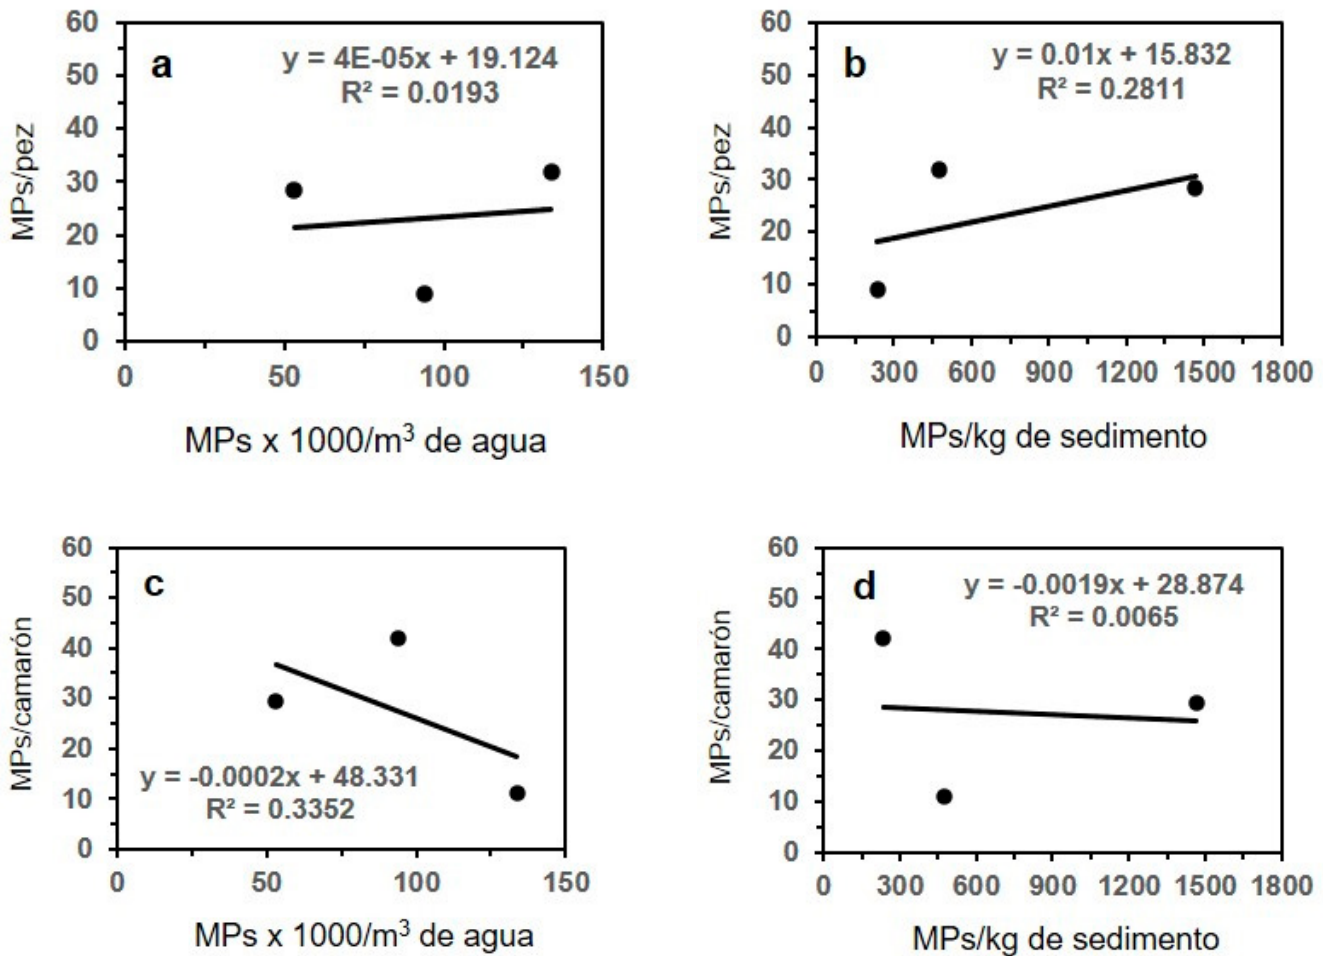 a
y = 4E-05x + 19.124
R² = 0.0193
60
50
40
30
20
10
0
MPs/pez
0 50 100 150
MPs x 1000/m³ de agua
b
y = 0.01x + 15.832
R² = 0.2811
60
50
40
30
20
10
0
MPs/pez
0 300 600 900 1200 1500 1800
MPs/kg de sedimento
c
y = -0.0002x + 48.331
R² = 0.3352
60
50
40
30
20
10
0
MPs/camarón
0 50 100 150
MPs x 1000/m³ de agua
d
y = -0.0019x + 28.874
R² = 0.0065
60
50
40
30
20
10
0
MPs/camarón
0 300 600 900 1200 1500 1800
MPs/kg de sedimento